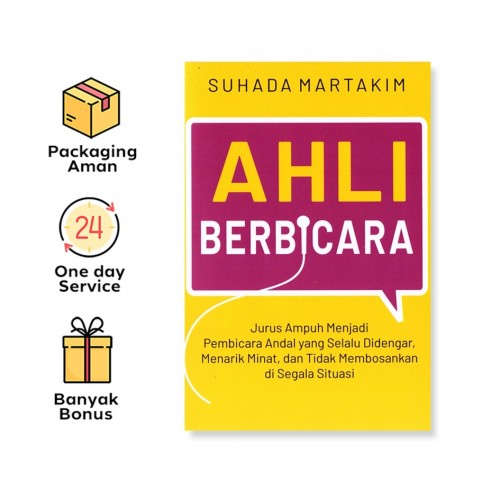 Packaging
Aman
24
One day
Service
Banyak
Bonus
SUHADA MARTAKIM
AHLI
BERBICARA
Jurus Ampuh Menjadi
Pembicara Andal yang Selalu Didengar,
Menarik Minat, dan Tidak Membosankan
di Segala Situasi